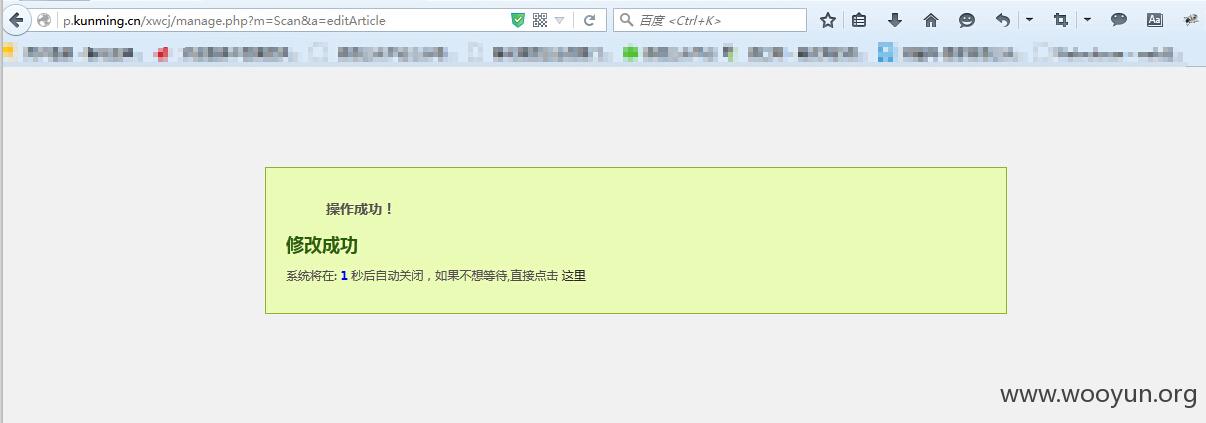 p.kunming.cn/xwcj/manage.php?m=Scan&a=editArticle
百度 <Ctrl+K>
Aa
操作成功！
修改成功
系统将在: 1 秒后自动关闭，如果不想等待,直接点击 这里
www.wooyun.org